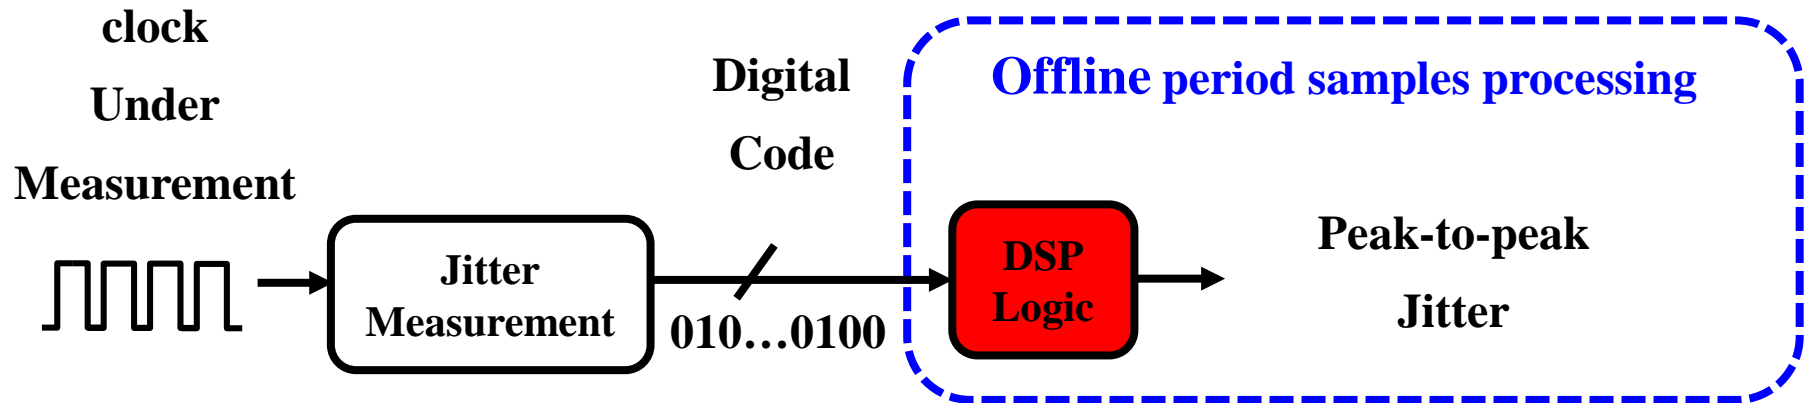 clock
Under
Measurement
Jitter
Measurement
Digital
Code
010…0100
Offline period samples processing
DSP
Logic
Peak-to-peak
Jitter